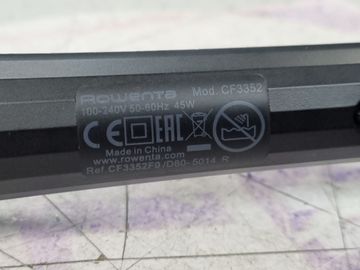 Rowenta Mod. CF3352
100-240V 50-60Hz 45W
CE EAC
Made in China
www.rowenta.com
Ref CF3352F0 /D80-5014 R